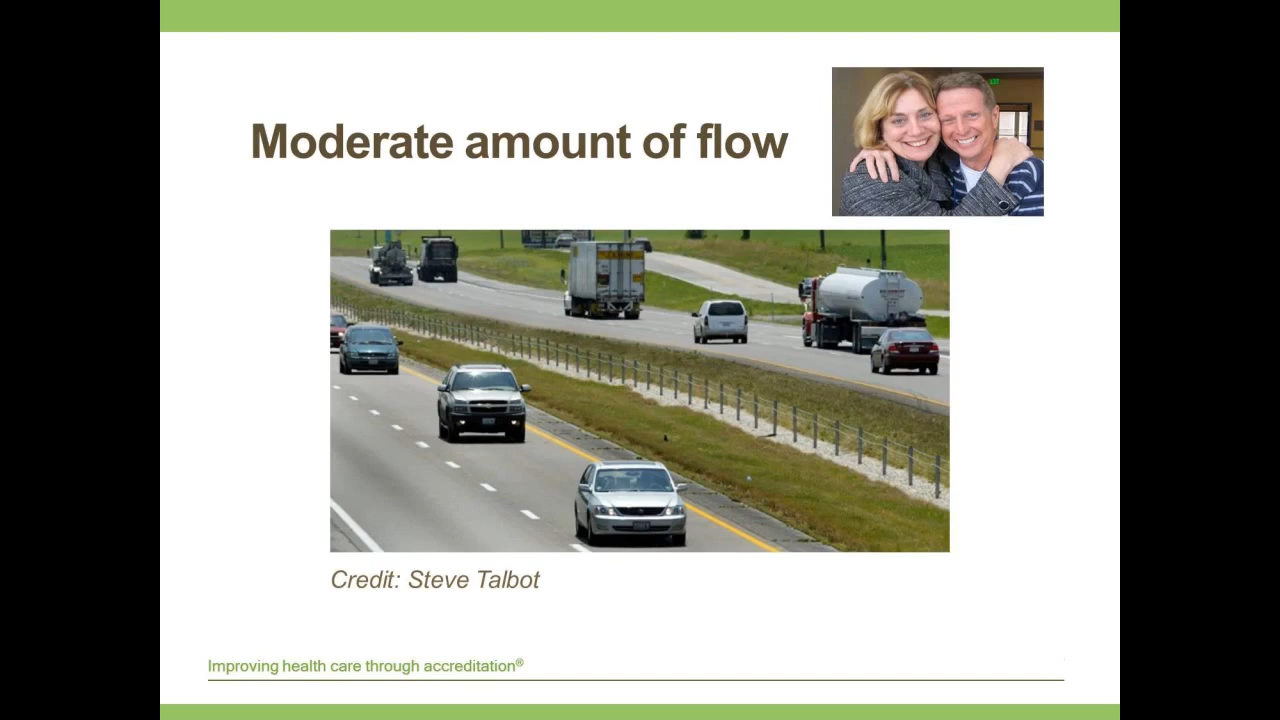 Moderate amount of flow
Credit: Steve Talbot
Improving health care through accreditation®